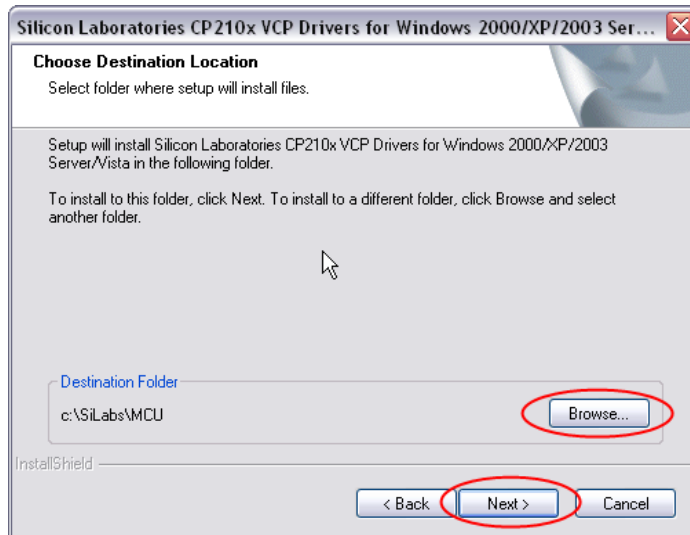 Silicon Laboratories CP210x VCP Drivers for Windows 2000/XP/2003 Ser...
Choose Destination Location
Select folder where setup will install files.
Setup will install Silicon Laboratories CP210x VCP Drivers for Windows 2000/XP/2003
Server/Vista in the following folder.
To install to this folder, click Next. To install to a different folder, click Browse and select
another folder.
Destination Folder
c:\SiLabs\MCU
Browse...
InstallShield
< Back
Next >
Cancel